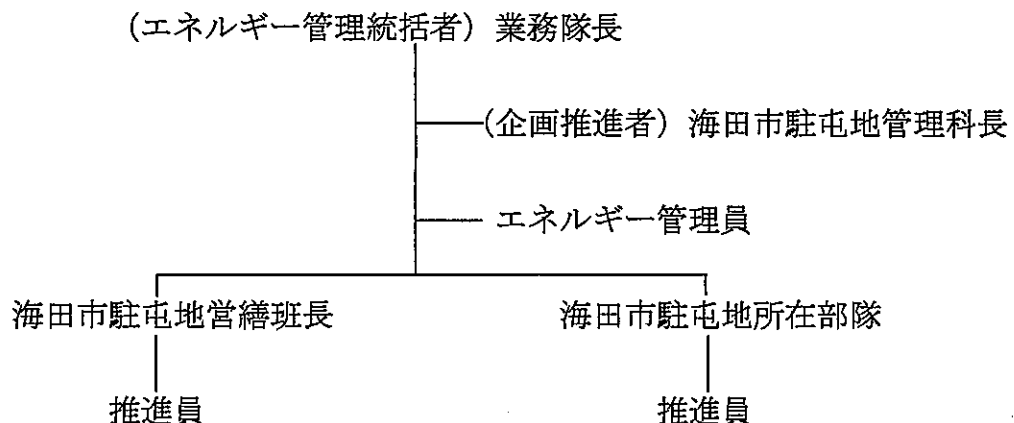 (エネルギー管理統括者) 業務隊長
(企画推進者) 海田市駐屯地管理科長
エネルギー管理員
海田市駐屯地営繕班長 海田市駐屯地所在部隊
推進員 推進員